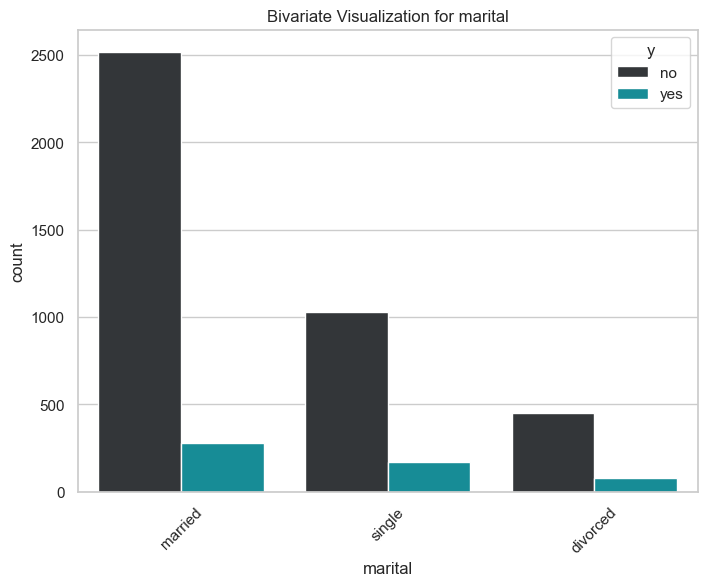 Bivariate Visualization for marital
y
no
yes
2500
2000
1500
1000
500
0
count
married
single
divorced
marital